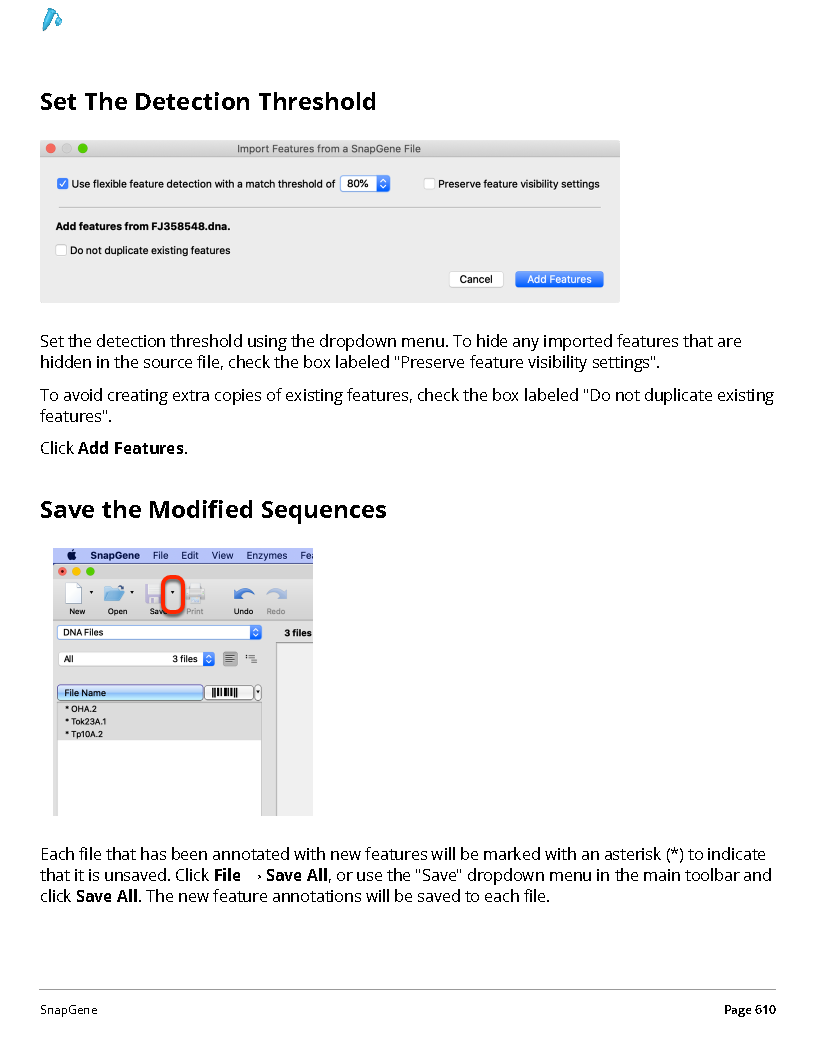 Set The Detection Threshold
Import Features from a SnapGene File
Use flexible feature detection with a match threshold of 80% Preserve feature visibility settings
Add features from FJ358548.dna.
Do not duplicate existing features
Cancel Add Features
Set the detection threshold using the dropdown menu. To hide any imported features that are
hidden in the source file, check the box labeled "Preserve feature visibility settings".
To avoid creating extra copies of existing features, check the box labeled "Do not duplicate existing
features".
Click Add Features.
Save the Modified Sequences
SnapGene File Edit View Enzymes Fea
New Open Save Print Undo Redo
DNA Files 3 files
All 3 files
File Name
* OHA.2
* Tok23A.1
* Tp10A.2
Each file that has been annotated with new features will be marked with an asterisk (*) to indicate
that it is unsaved. Click File → Save All, or use the "Save" dropdown menu in the main toolbar and
click Save All. The new feature annotations will be saved to each file.
SnapGene Page 610